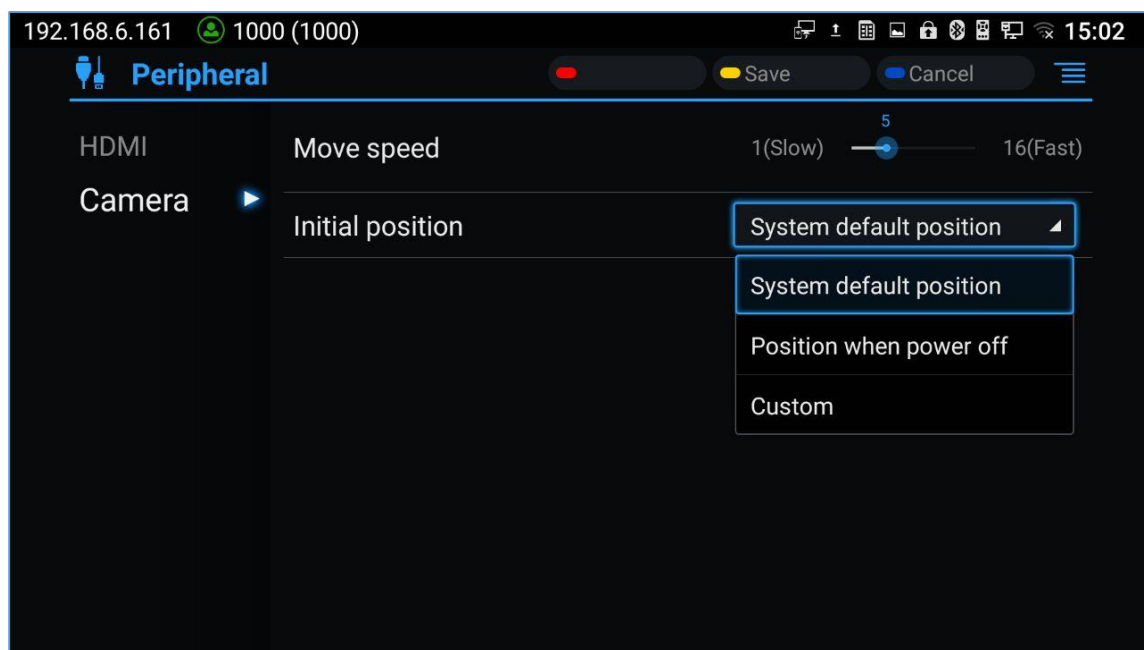 192.168.6.161 1000 (1000) 15:02
Peripheral Save Cancel
HDMI
Camera
Move speed 1(Slow) 5 16(Fast)
Initial position System default position
System default position
Position when power off
Custom